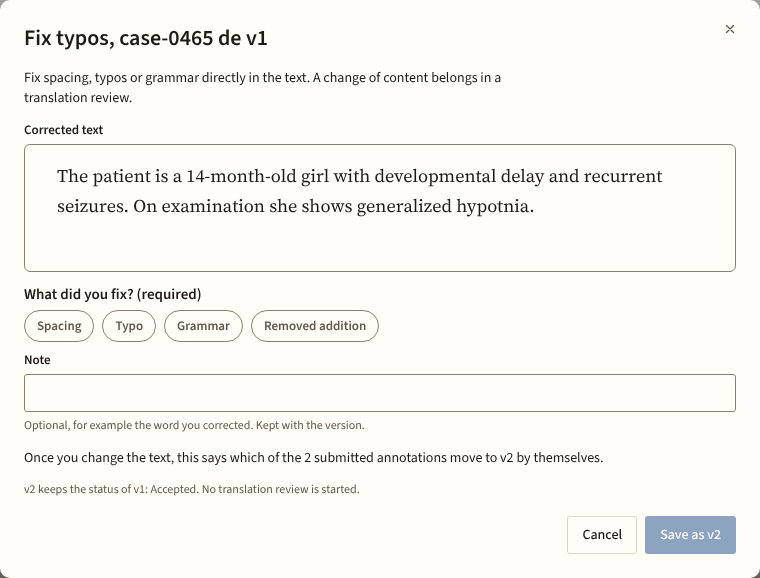 Fix typos, case-0465 de v1
×
Fix spacing, typos or grammar directly in the text. A change of content belongs in a
translation review.
Corrected text
The patient is a 14-month-old girl with developmental delay and recurrent
seizures. On examination she shows generalized hypotnia.
What did you fix? (required)
Spacing Typo Grammar Removed addition
Note
Optional, for example the word you corrected. Kept with the version.
Once you change the text, this says which of the 2 submitted annotations move to v2 by themselves.
v2 keeps the status of v1: Accepted. No translation review is started.
Cancel Save as v2